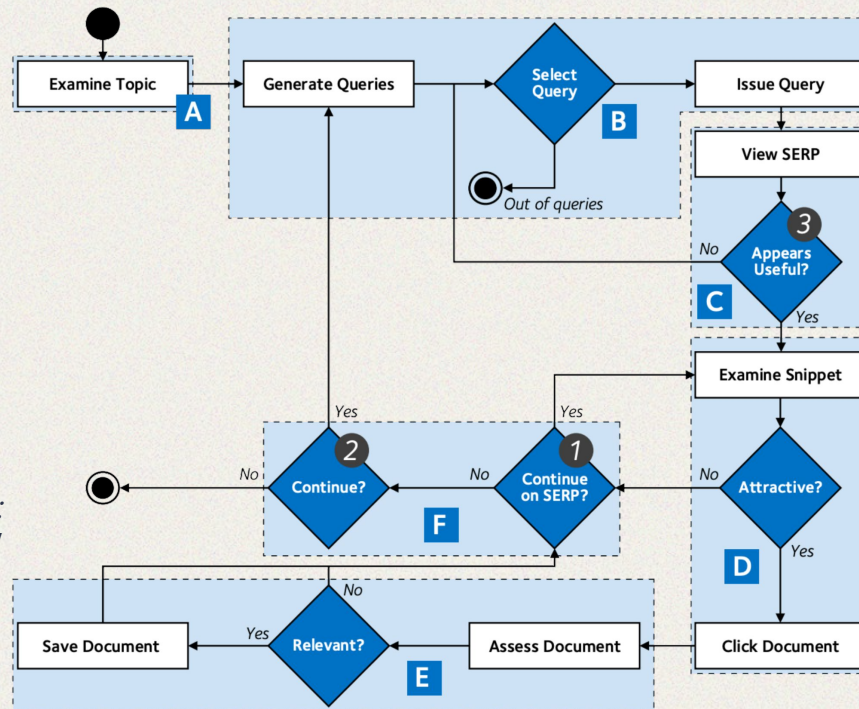 Examine Topic
A
Generate Queries
Select
Query
B
Issue Query
Out of queries
View SERP
3
Appears
Useful?
No
C
Yes
Examine Snippet
Yes
Yes
2
Continue?
No
No
1
Continue
on SERP?
F
No
Attractive?
D
Yes
Save Document
Yes
Relevant?
No
E
Assess Document
Click Document